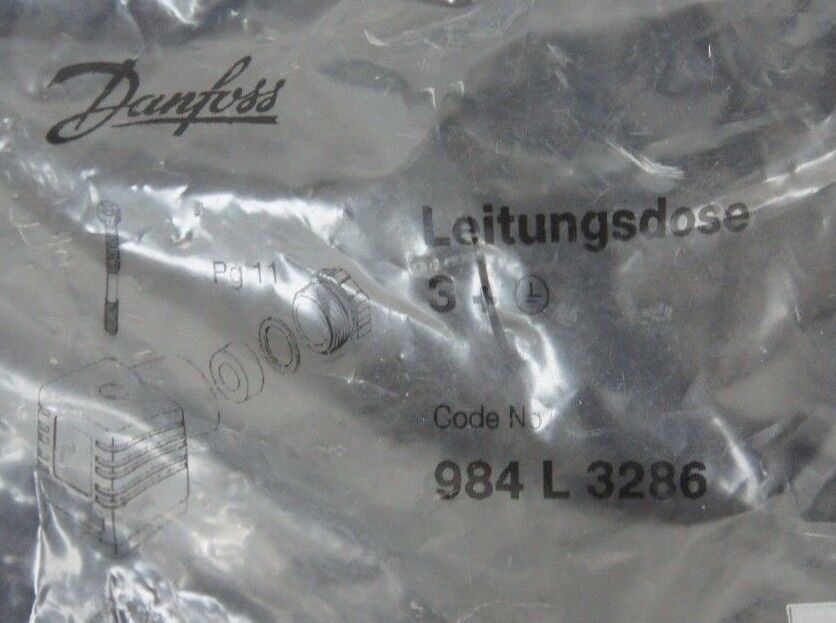 Danfoss
Leitungsdose
Pg 11
3 + ⏚
Code No
984 L 3286